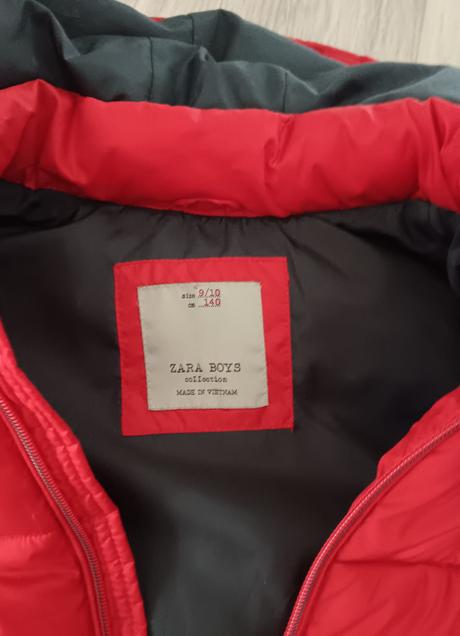 size 9/10
cm 140
ZARA BOYS
collection
MADE IN VIETNAM